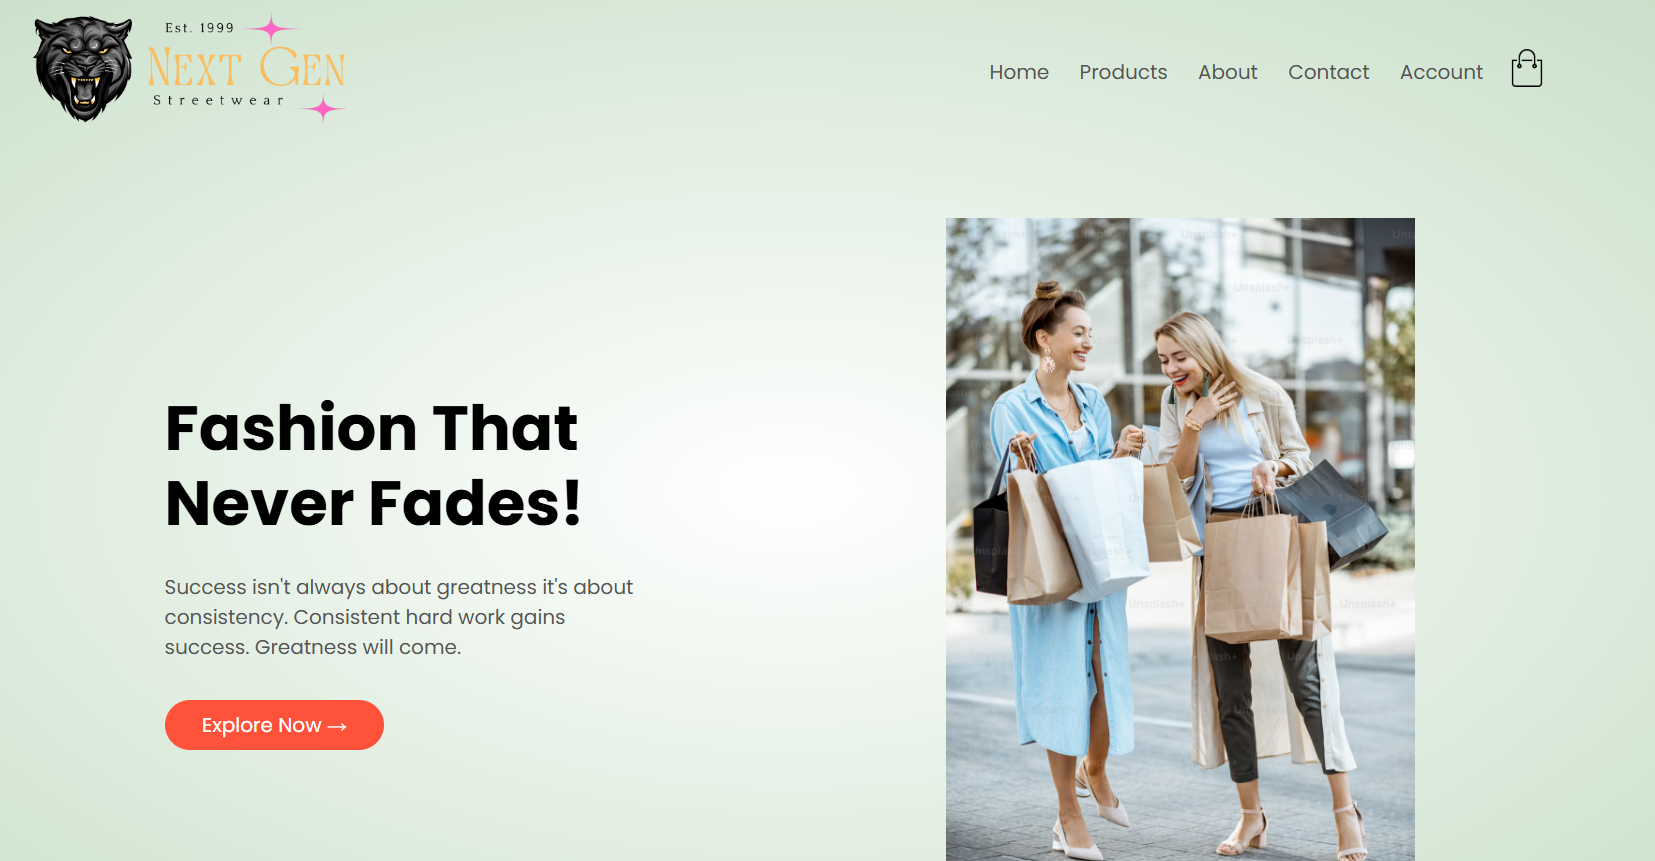 Est. 1999
Next Gen
Streetwear
Home Products About Contact Account
Fashion That
Never Fades!
Success isn't always about greatness it's about
consistency. Consistent hard work gains
success. Greatness will come.
Explore Now →
Unsplash+